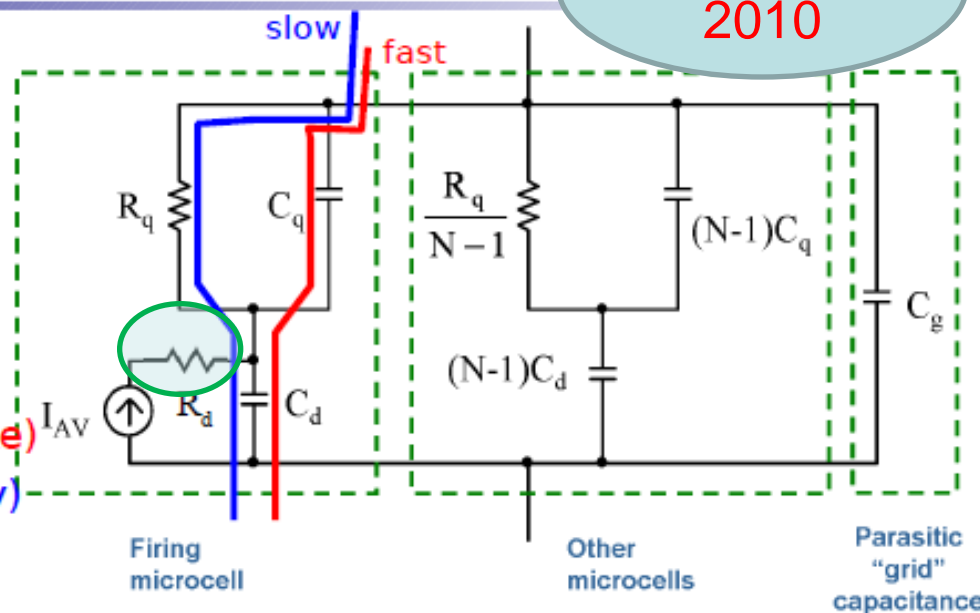 2010
slow
fast
Rq
Cq
Rq
N−1
(N-1)Cq
Cg
(N-1)Cd
Rd
Cd
IAV
e)
)
Firing
microcell
Other
microcells
Parasitic
“grid”
capacitance